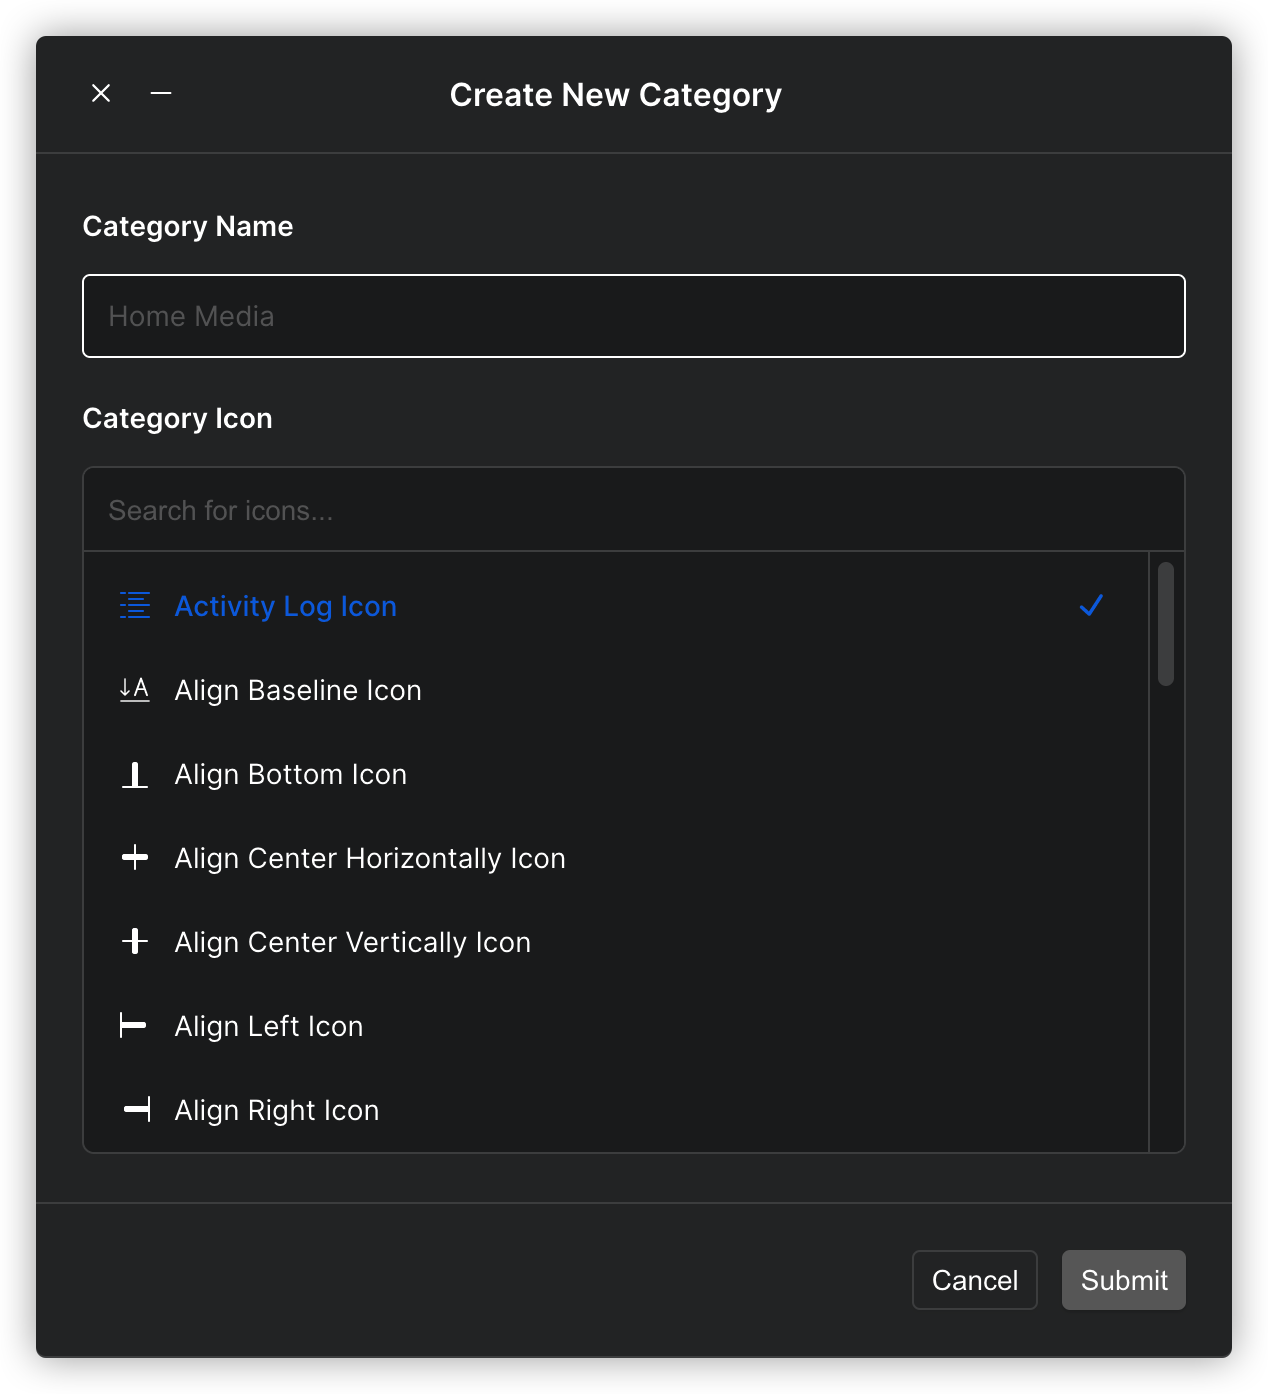 Create New Category
Category Name
Home Media
Category Icon
Search for icons...
Activity Log Icon
Align Baseline Icon
Align Bottom Icon
Align Center Horizontally Icon
Align Center Vertically Icon
Align Left Icon
Align Right Icon
Cancel Submit